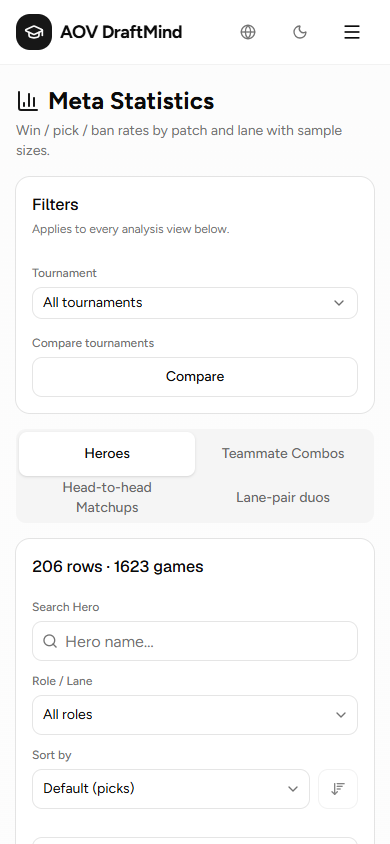 AOV DraftMind
Meta Statistics
Win / pick / ban rates by patch and lane with sample
sizes.
Filters
Applies to every analysis view below.
Tournament
All tournaments
Compare tournaments
Compare
Heroes
Teammate Combos
Head-to-head
Matchups
Lane-pair duos
206 rows · 1623 games
Search Hero
Hero name...
Role / Lane
All roles
Sort by
Default (picks)